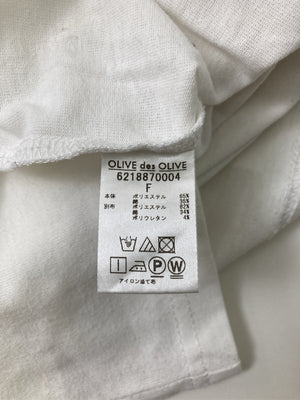 OLIVE des OLIVE
6218870004
F
本体 ポリエステル 65%
綿 35%
別布 ポリエステル 62%
綿 34%
ポリウレタン 4%
P W
アイロン当て布